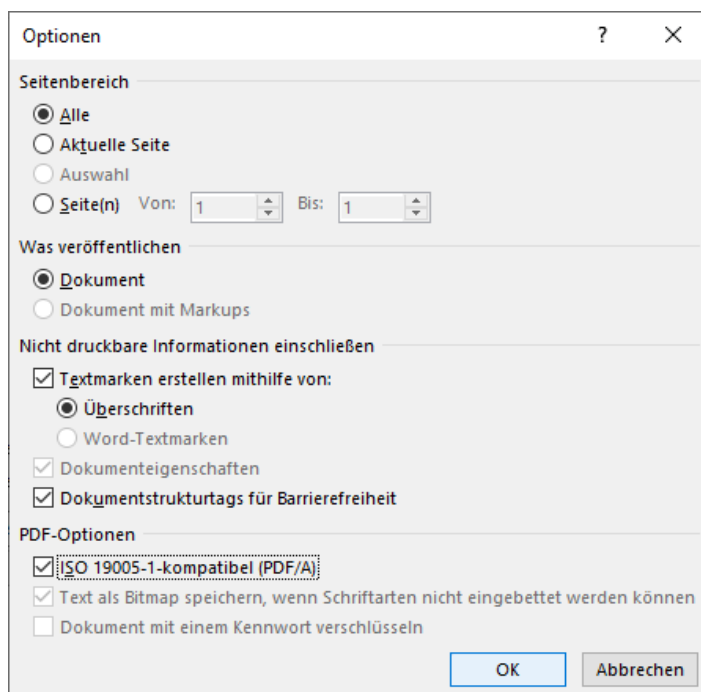 Optionen ? ×
Seitenbereich
Alle
Aktuelle Seite
Auswahl
Seite(n) Von: 1 Bis: 1
Was veröffentlichen
Dokument
Dokument mit Markups
Nicht druckbare Informationen einschließen
Textmarken erstellen mithilfe von:
Überschriften
Word-Textmarken
Dokumenteigenschaften
Dokumentstrukturtags für Barrierefreiheit
PDF-Optionen
ISO 19005-1-kompatibel (PDF/A)
Text als Bitmap speichern, wenn Schriftarten nicht eingebettet werden können
Dokument mit einem Kennwort verschlüsseln
OK Abbrechen